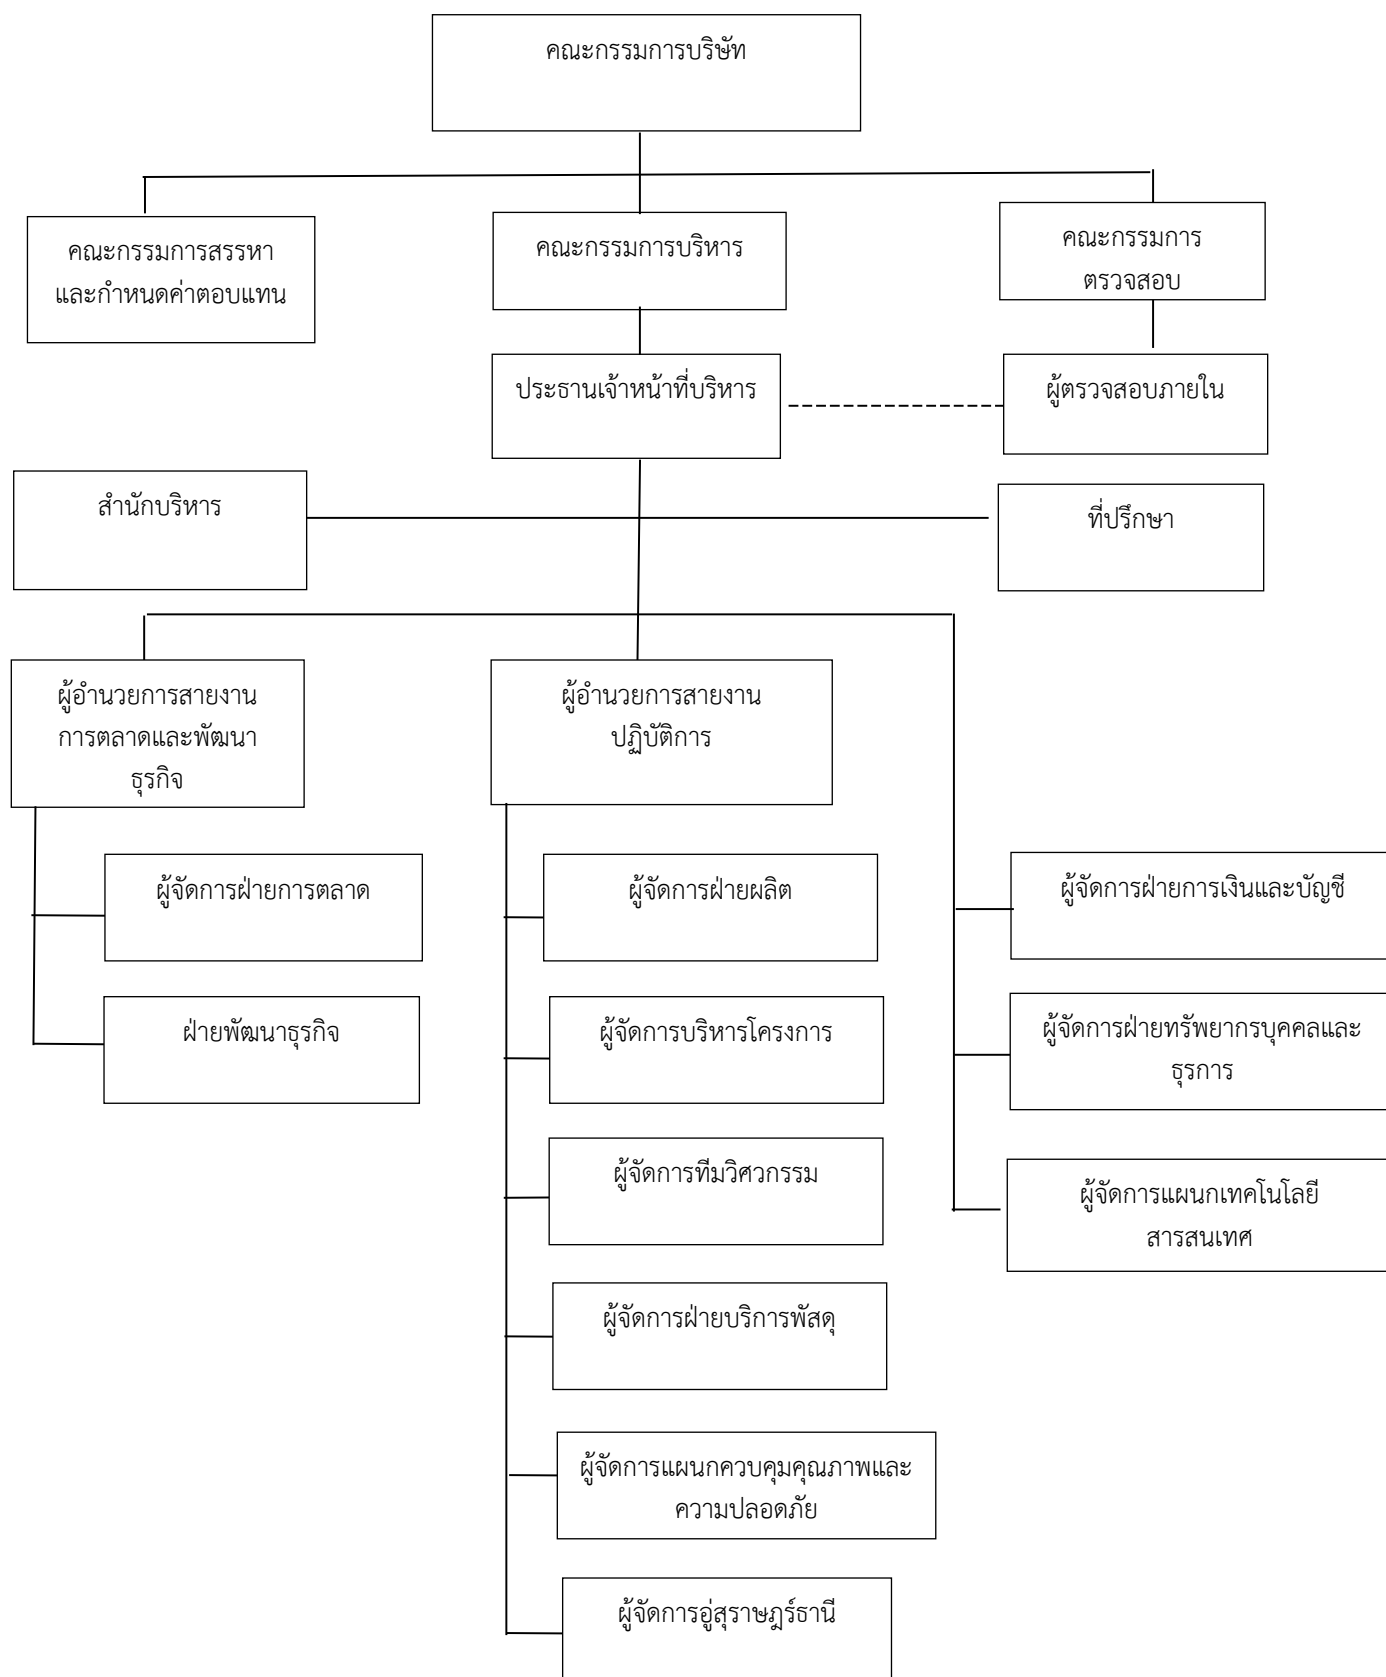 คณะกรรมการบริษัท
คณะกรรมการสรรหา
และกำหนดค่าตอบแทน
คณะกรรมการบริหาร
คณะกรรมการ
ตรวจสอบ
ประธานเจ้าหน้าที่บริหาร
ผู้ตรวจสอบภายใน
สำนักบริหาร
ที่ปรึกษา
ผู้อำนวยการสายงาน
การตลาดและพัฒนา
ธุรกิจ
ผู้อำนวยการสายงาน
ปฏิบัติการ
ผู้จัดการฝ่ายการตลาด
ผู้จัดการฝ่ายผลิต
ผู้จัดการฝ่ายการเงินและบัญชี
ฝ่ายพัฒนาธุรกิจ
ผู้จัดการบริหารโครงการ
ผู้จัดการฝ่ายทรัพยากรบุคคลและ
ธุรการ
ผู้จัดการทีมวิศวกรรม
ผู้จัดการแผนกเทคโนโลยี
สารสนเทศ
ผู้จัดการฝ่ายบริการพัสดุ
ผู้จัดการแผนกควบคุมคุณภาพและ
ความปลอดภัย
ผู้จัดการอู่สุราษฎร์ธานี